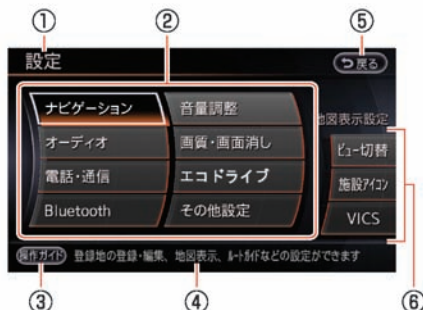 ① ② ⑤
設定
戻る
ナビゲーション 音量調整
オーディオ 画質・画面消し
電話・通信 エコドライブ
Bluetooth その他設定
地図表示設定
ビュー切替
施設アイコン
VICS
操作ガイド 登録地の登録・編集、地図表示、ルートガイドなどの設定ができます
③ ④ ⑥